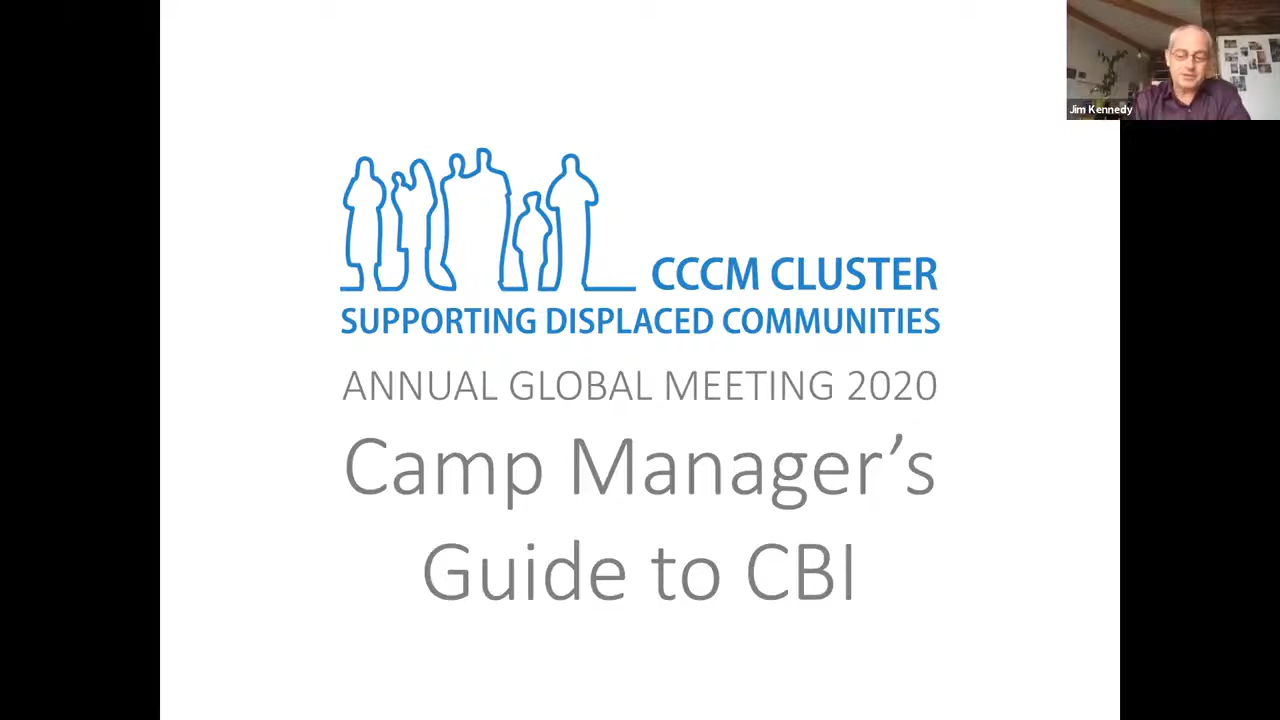 Jim Kennedy
CCCM CLUSTER
SUPPORTING DISPLACED COMMUNITIES
ANNUAL GLOBAL MEETING 2020
Camp Manager’s
Guide to CBI